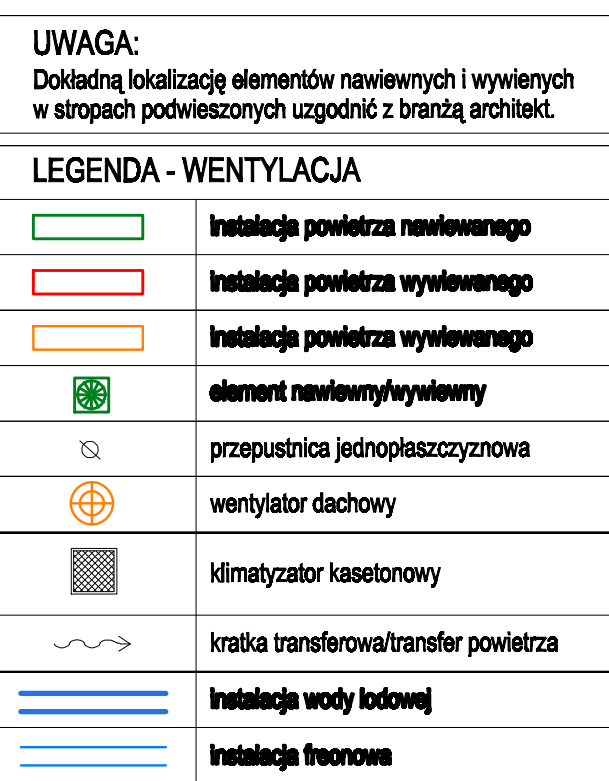 UWAGA:
Dokładną lokalizację elementów nawiewnych i wywienych
w stropach podwieszonych uzgodnić z branżą architekt.
LEGENDA - WENTYLACJA
instalacja powietrza nawiewanego
instalacja powietrza wywiewanego
instalacja powietrza wywiewanego
element nawiewny/wywiewny
przepustnica jednopłaszczyznowa
wentylator dachowy
klimatyzator kasetonowy
kratka transferowa/transfer powietrza
instalacja wody lodowej
instalacja freonowa